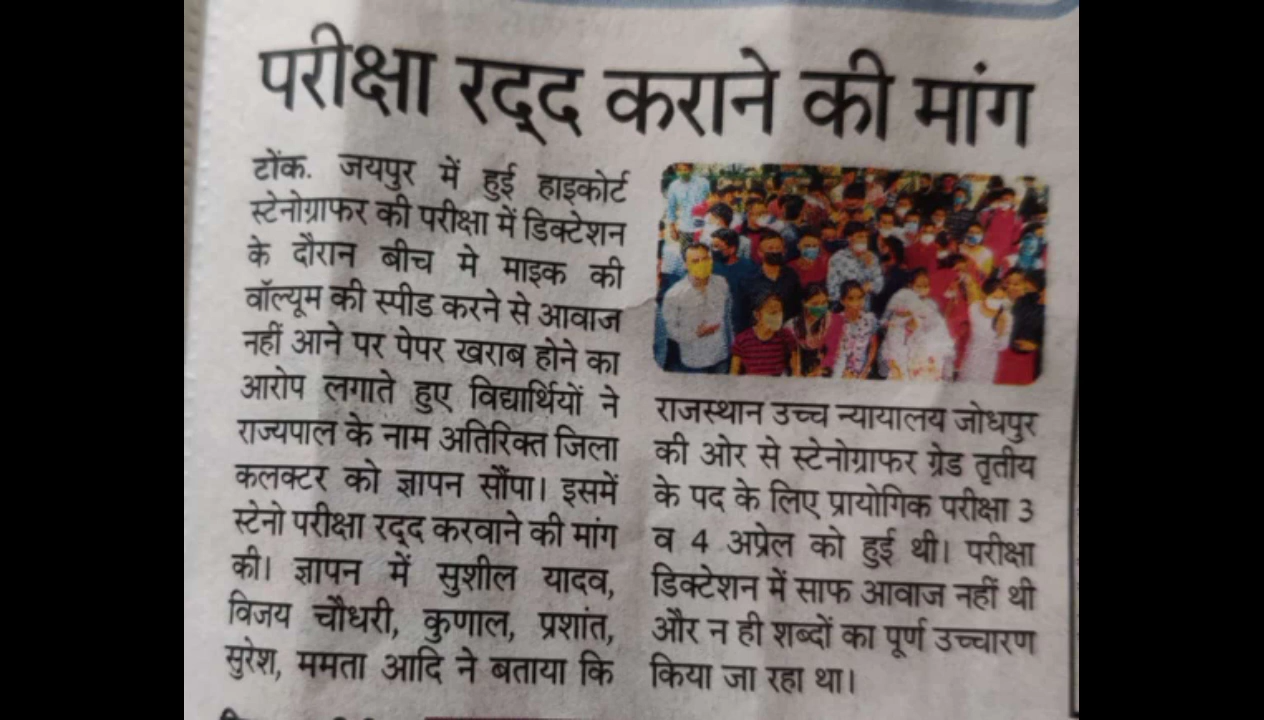 परीक्षा रद्द कराने की मांग
टोंक. जयपुर में हुई हाइकोर्ट
स्टेनोग्राफर की परीक्षा में डिक्टेशन
के दौरान बीच मे माइक की
वॉल्यूम की स्पीड करने से आवाज
नहीं आने पर पेपर खराब होने का
आरोप लगाते हुए विद्यार्थियों ने
राज्यपाल के नाम अतिरिक्त जिला
कलक्टर को ज्ञापन सौंपा। इसमें
स्टेनो परीक्षा रद्द करवाने की मांग
की। ज्ञापन में सुशील यादव,
विजय चौधरी, कुणाल, प्रशांत,
सुरेश, ममता आदि ने बताया कि
राजस्थान उच्च न्यायालय जोधपुर
की ओर से स्टेनोग्राफर ग्रेड तृतीय
के पद के लिए प्रायोगिक परीक्षा 3
व 4 अप्रेल को हुई थी। परीक्षा
डिक्टेशन में साफ आवाज नहीं थी
और न ही शब्दों का पूर्ण उच्चारण
किया जा रहा था।